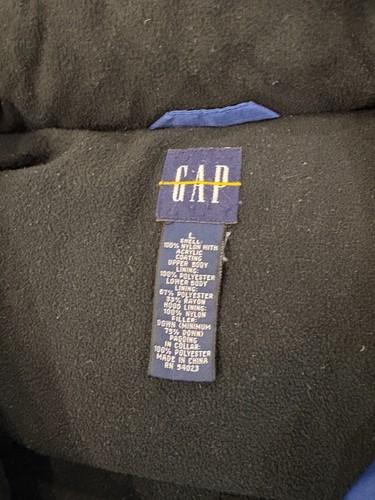 GAP
L
SHELL:
100% NYLON WITH
ACRYLIC
COATING
UPPER BODY
LINING:
100% POLYESTER
LOWER BODY
LINING:
67% POLYESTER
33% RAYON
HOOD LINING:
100% NYLON
FILLER:
DOWN (MINIMUM
75% DOWN)
PADDING
IN COLLAR:
100% POLYESTER
MADE IN CHINA
RN 54023